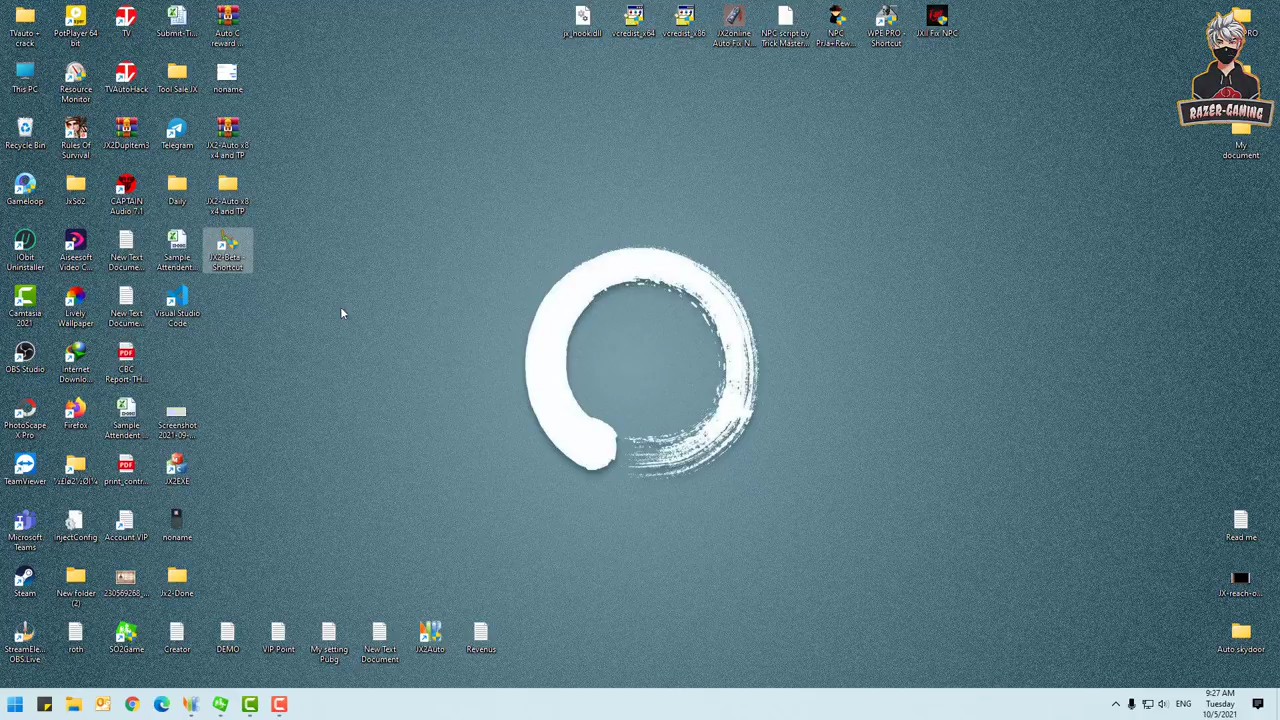 TVauto +
crack
PotPlayer 64
bit
TV
Submit-Ti...
Auto C
reward ...
jx_hook.dll
vcredist_x64
vcredist_x86
JX2online
Auto Fix N...
NPC script by
Trick Master...
NPC
PrJa+Rew...
WPE PRO -
Shortcut
JXII Fix NPC
PRO
RAZER-GAMING
This PC
Resource
Monitor
TVAutoHack
Tool Sale JX
noname
Recycle Bin
Rules Of
Survival
JX2DupItem3
Telegram
JX2-Auto x8
x4 and TP
My
document
Gameloop
JxSo2
CAPTAIN
Audio 7.1
Daily
JX2-Auto x8
x4 and TP
IObit
Uninstaller
Aiseesoft
Video C...
New Text
Docume...
Sample
Attendent...
JX2-Beta -
Shortcut
Camtasia
2021
Lively
Wallpaper
New Text
Docume...
Visual Studio
Code
OBS Studio
Internet
Downlo...
CBC
Report-TH...
PhotoScape
X Pro
Firefox
Sample
Attendent...
Screenshot
2021-09-...
TeamViewer
print_contr...
JX2EXE
Microsoft
Teams
InjectConfig
Account VIP
noname
Read me
Steam
New folder
(2)
230569268_...
Jx2-Done
JX-reach-o...
StreamEle...
OBS.Live
roth
SO2Game
Creator
DEMO
VIP Point
My setting
Pubg
New Text
Document
JX2Auto
Revenus
Auto skydoor
ENG
9:27 AM
Tuesday
10/5/2021